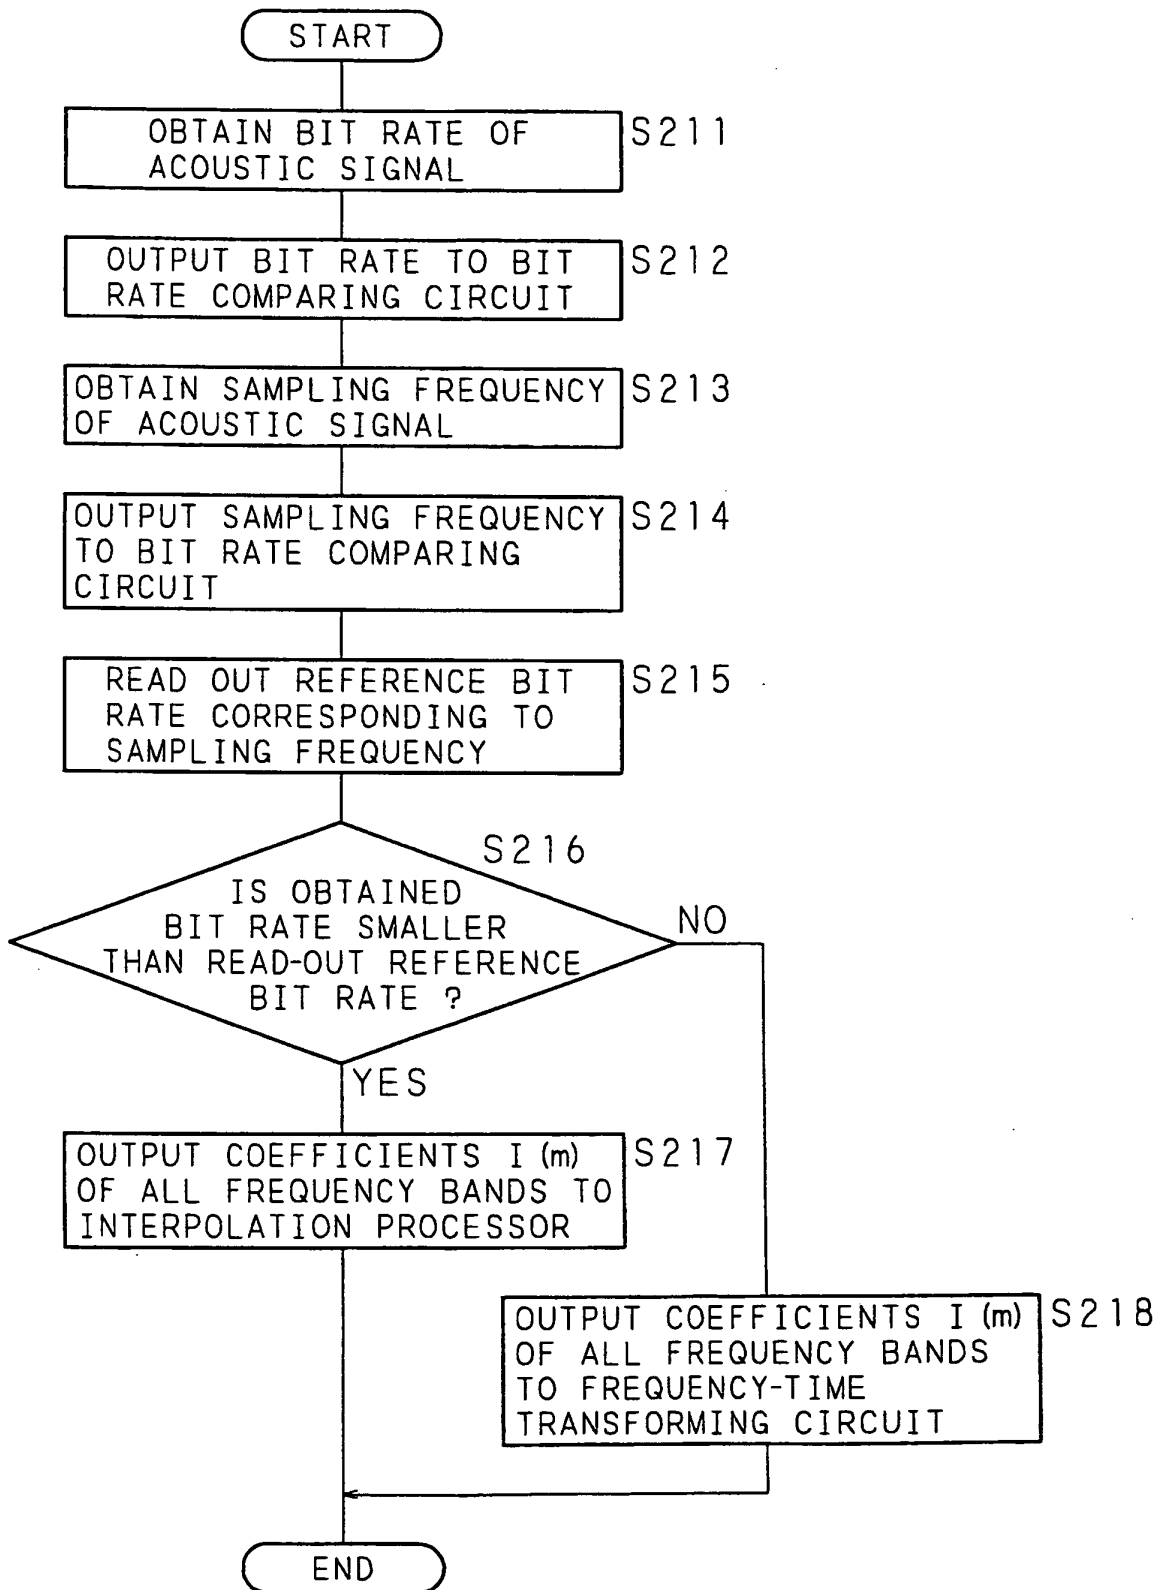 START
OBTAIN BIT RATE OF
ACOUSTIC SIGNAL
S211
OUTPUT BIT RATE TO BIT
RATE COMPARING CIRCUIT
S212
OBTAIN SAMPLING FREQUENCY
OF ACOUSTIC SIGNAL
S213
OUTPUT SAMPLING FREQUENCY
TO BIT RATE COMPARING
CIRCUIT
S214
READ OUT REFERENCE BIT
RATE CORRESPONDING TO
SAMPLING FREQUENCY
S215
S216
IS OBTAINED
BIT RATE SMALLER
THAN READ-OUT REFERENCE
BIT RATE ?
NO
YES
OUTPUT COEFFICIENTS I (m)
OF ALL FREQUENCY BANDS TO
INTERPOLATION PROCESSOR
S217
OUTPUT COEFFICIENTS I (m)
OF ALL FREQUENCY BANDS
TO FREQUENCY-TIME
TRANSFORMING CIRCUIT
S218
END